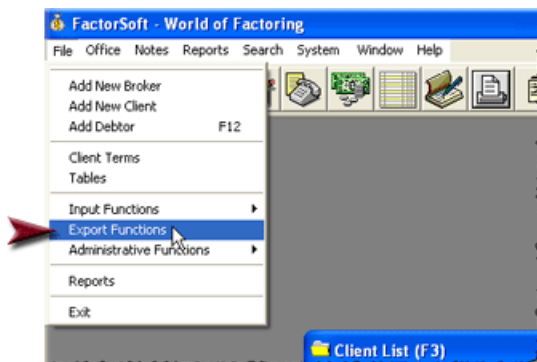 FactorSoft - World of Factoring
File Office Notes Reports Search System Window Help
Add New Broker
Add New Client
Add Debtor F12
Client Terms
Tables
Input Functions
Export Functions
Administrative Functions
Reports
Exit
Client List (F3)